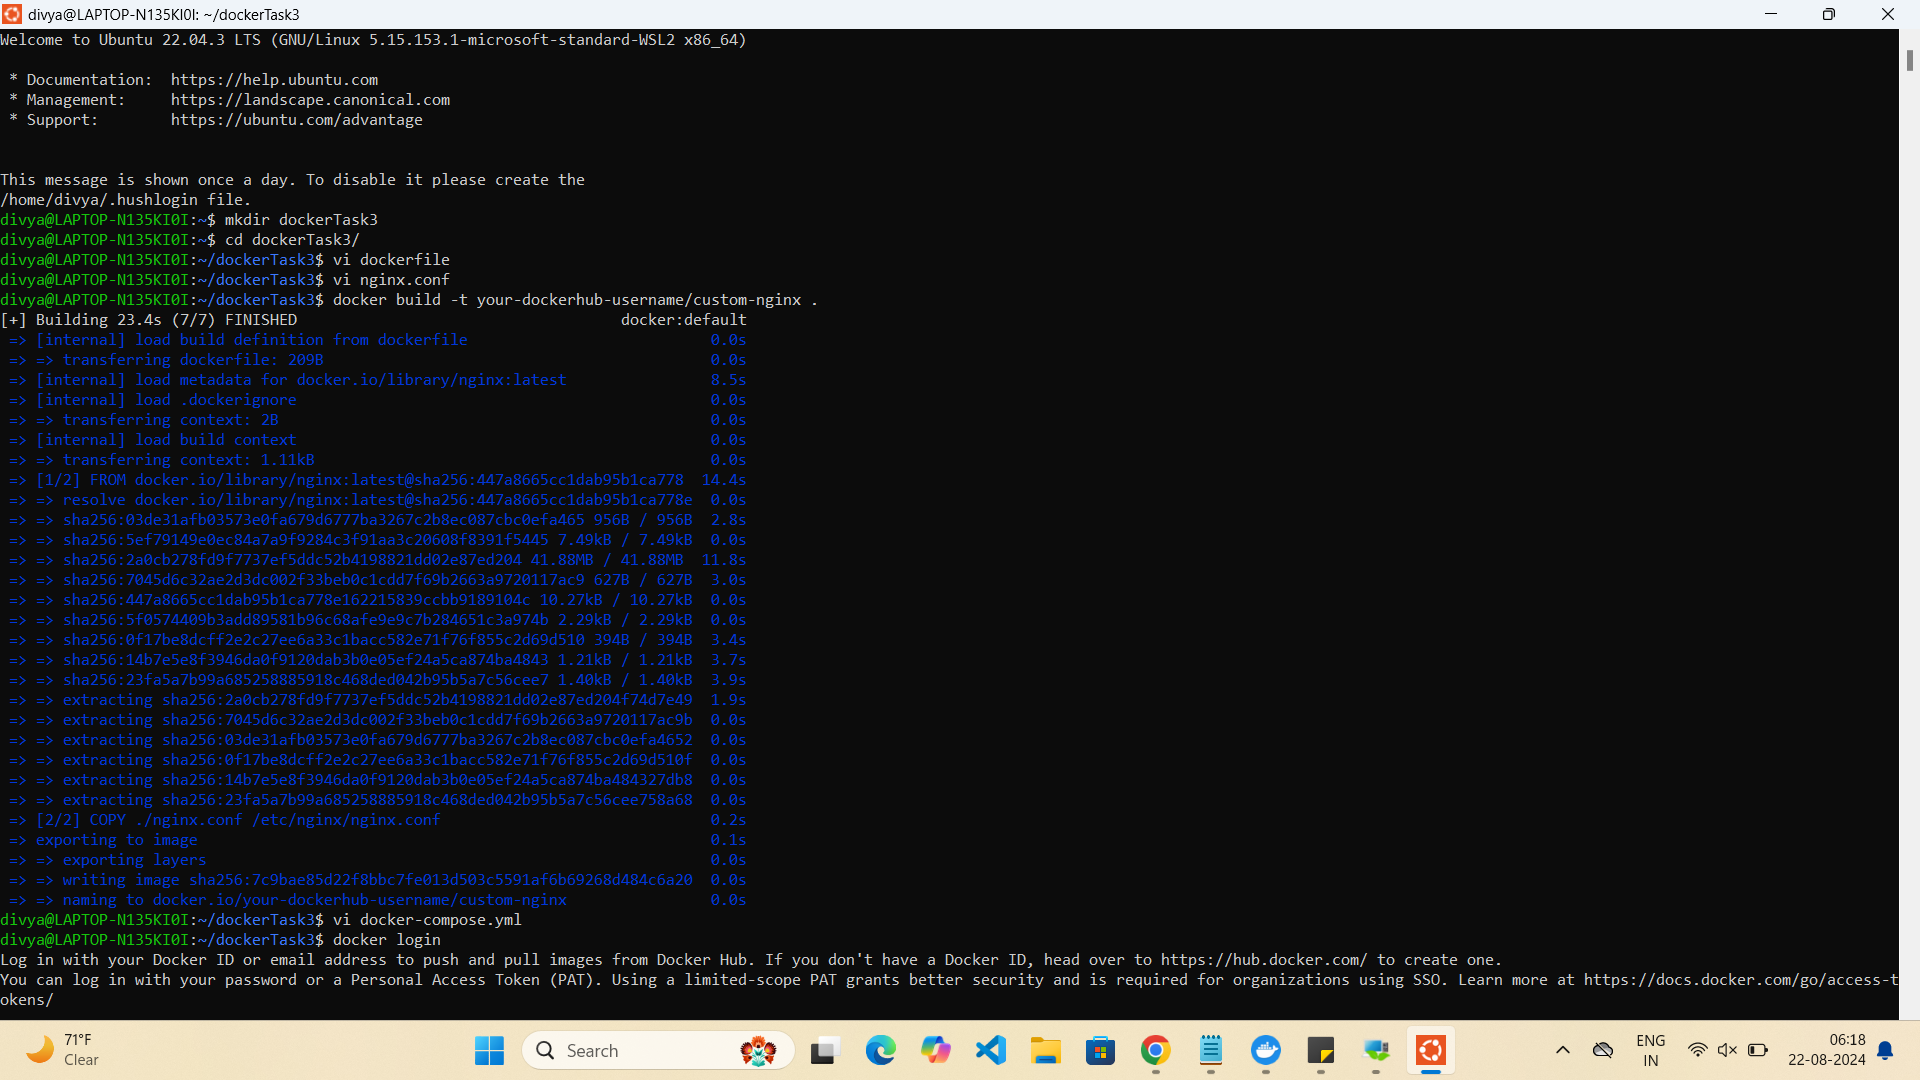 divya@LAPTOP-N135KI0I: ~/dockerTask3
Welcome to Ubuntu 22.04.3 LTS (GNU/Linux 5.15.153.1-microsoft-standard-WSL2 x86_64)
* Documentation:  https://help.ubuntu.com
* Management:     https://landscape.canonical.com
* Support:        https://ubuntu.com/advantage
This message is shown once a day. To disable it please create the
/home/divya/.hushlogin file.
divya@LAPTOP-N135KI0I:~$ mkdir dockerTask3
divya@LAPTOP-N135KI0I:~$ cd dockerTask3/
divya@LAPTOP-N135KI0I:~/dockerTask3$ vi dockerfile
divya@LAPTOP-N135KI0I:~/dockerTask3$ vi nginx.conf
divya@LAPTOP-N135KI0I:~/dockerTask3$ docker build -t your-dockerhub-username/custom-nginx .
[+] Building 23.4s (7/7) FINISHED docker:default
=> [internal] load build definition from dockerfile 0.0s
=> => transferring dockerfile: 209B 0.0s
=> [internal] load metadata for docker.io/library/nginx:latest 8.5s
=> [internal] load .dockerignore 0.0s
=> => transferring context: 2B 0.0s
=> [internal] load build context 0.0s
=> => transferring context: 1.11kB 0.0s
=> [1/2] FROM docker.io/library/nginx:latest@sha256:447a8665cc1dab95b1ca778 14.4s
=> => resolve docker.io/library/nginx:latest@sha256:447a8665cc1dab95b1ca778e 0.0s
=> => sha256:03de31afb03573e0fa679d6777ba3267c2b8ec087cbc0efa465 956B / 956B 2.8s
=> => sha256:5ef79149e0ec84a7a9f9284c3f91aa3c20608f8391f5445 7.49kB / 7.49kB 0.0s
=> => sha256:2a0cb278fd9f7737ef5ddc52b4198821dd02e87ed204 41.88MB / 41.88MB 11.8s
=> => sha256:7045d6c32ae2d3dc002f33beb0c1cdd7f69b2663a9720117ac9 627B / 627B 3.0s
=> => sha256:447a8665cc1dab95b1ca778e162215839ccbb9189104c 10.27kB / 10.27kB 0.0s
=> => sha256:5f0574409b3add89581b96c68afe9e9c7b284651c3a974b 2.29kB / 2.29kB 0.0s
=> => sha256:0f17be8dcff2e2c27ee6a33c1bacc582e71f76f855c2d69d510 394B / 394B 3.4s
=> => sha256:14b7e5e8f3946da0f9120dab3b0e05ef24a5ca874ba4843 1.21kB / 1.21kB 3.7s
=> => sha256:23fa5a7b99a685258885918c468ded042b95b5a7c56cee7 1.40kB / 1.40kB 3.9s
=> => extracting sha256:2a0cb278fd9f7737ef5ddc52b4198821dd02e87ed204f74d7e49 1.9s
=> => extracting sha256:7045d6c32ae2d3dc002f33beb0c1cdd7f69b2663a9720117ac9b 0.0s
=> => extracting sha256:03de31afb03573e0fa679d6777ba3267c2b8ec087cbc0efa4652 0.0s
=> => extracting sha256:0f17be8dcff2e2c27ee6a33c1bacc582e71f76f855c2d69d510f 0.0s
=> => extracting sha256:14b7e5e8f3946da0f9120dab3b0e05ef24a5ca874ba484327db8 0.0s
=> => extracting sha256:23fa5a7b99a685258885918c468ded042b95b5a7c56cee758a68 0.0s
=> [2/2] COPY ./nginx.conf /etc/nginx/nginx.conf 0.2s
=> exporting to image 0.1s
=> => exporting layers 0.0s
=> => writing image sha256:7c9bae85d22f8bbc7fe013d503c5591af6b69268d484c6a20 0.0s
=> => naming to docker.io/your-dockerhub-username/custom-nginx 0.0s
divya@LAPTOP-N135KI0I:~/dockerTask3$ vi docker-compose.yml
divya@LAPTOP-N135KI0I:~/dockerTask3$ docker login
Log in with your Docker ID or email address to push and pull images from Docker Hub. If you don't have a Docker ID, head over to https://hub.docker.com/ to create one.
You can log in with your password or a Personal Access Token (PAT). Using a limited-scope PAT grants better security and is required for organizations using SSO. Learn more at https://docs.docker.com/go/access-t
okens/
71°F
Clear
Search
ENG
IN
06:18
22-08-2024